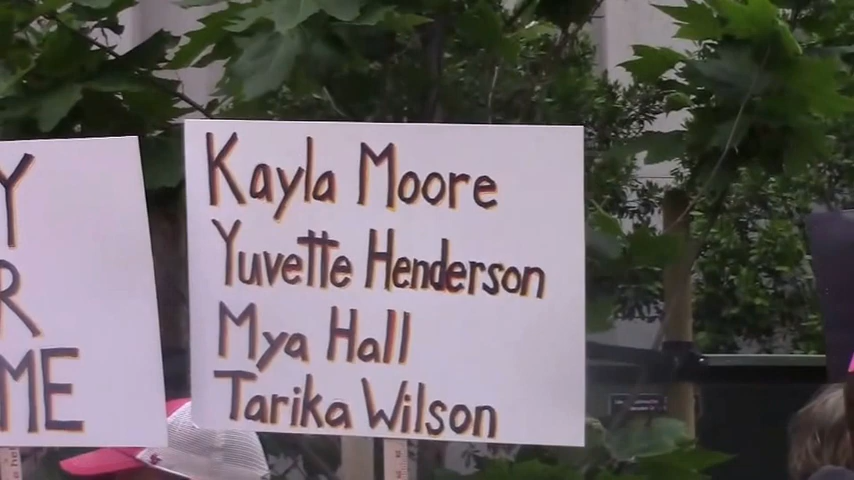 Y
R
ME
Kayla Moore
Yuvette Henderson
Mya Hall
Tarika Wilson